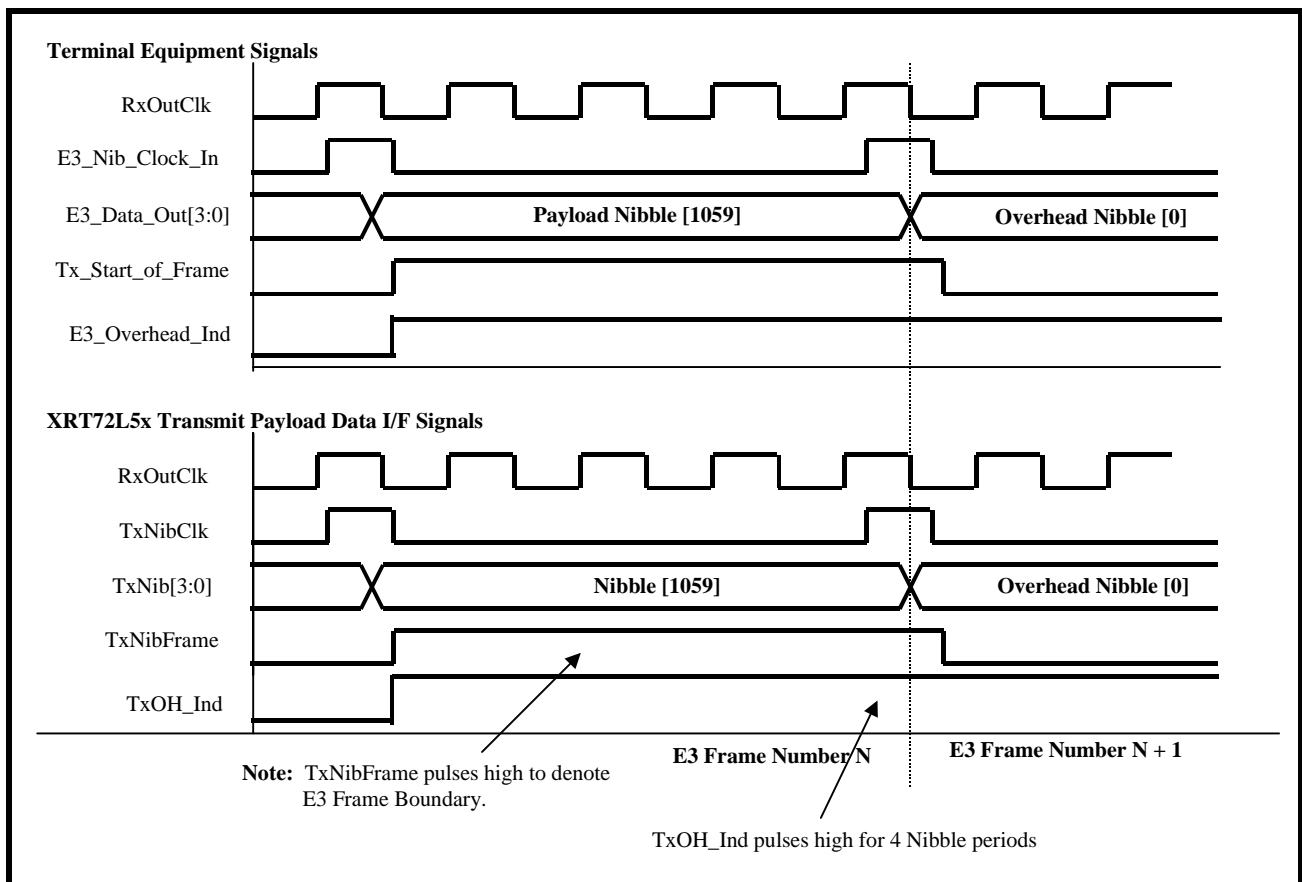 Terminal Equipment Signals
RxOutClk
E3_Nib_Clock_In
E3_Data_Out[3:0]
Payload Nibble [1059]
Overhead Nibble [0]
Tx_Start_of_Frame
E3_Overhead_Ind
XRT72L5x Transmit Payload Data I/F Signals
RxOutClk
TxNibClk
TxNib[3:0]
Nibble [1059]
Overhead Nibble [0]
TxNibFrame
TxOH_Ind
E3 Frame Number N
E3 Frame Number N + 1
Note: TxNibFrame pulses high to denote
E3 Frame Boundary.
TxOH_Ind pulses high for 4 Nibble periods